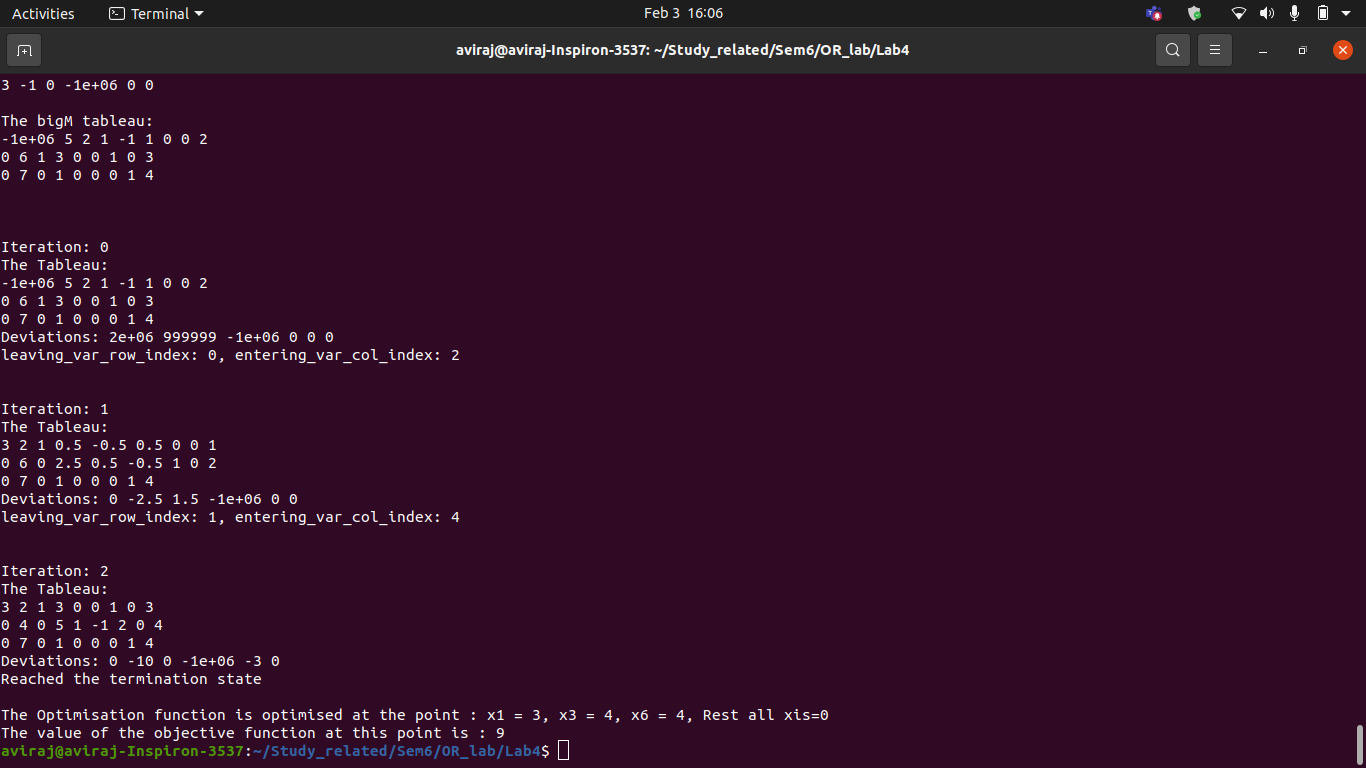 Activities Terminal Feb 3 16:06
aviraj@aviraj-Inspiron-3537: ~/Study_related/Sem6/OR_lab/Lab4
3 -1 0 -1e+06 0 0
The bigM tableau:
-1e+06 5 2 1 -1 1 0 0 2
0 6 1 3 0 0 1 0 3
0 7 0 1 0 0 0 1 4
Iteration: 0
The Tableau:
-1e+06 5 2 1 -1 1 0 0 2
0 6 1 3 0 0 1 0 3
0 7 0 1 0 0 0 1 4
Deviations: 2e+06 999999 -1e+06 0 0 0
leaving_var_row_index: 0, entering_var_col_index: 2
Iteration: 1
The Tableau:
3 2 1 0.5 -0.5 0.5 0 0 1
0 6 0 2.5 0.5 -0.5 1 0 2
0 7 0 1 0 0 0 1 4
Deviations: 0 -2.5 1.5 -1e+06 0 0
leaving_var_row_index: 1, entering_var_col_index: 4
Iteration: 2
The Tableau:
3 2 1 3 0 0 1 0 3
0 4 0 5 1 -1 2 0 4
0 7 0 1 0 0 0 1 4
Deviations: 0 -10 0 -1e+06 -3 0
Reached the termination state
The Optimisation function is optimised at the point : x1 = 3, x3 = 4, x6 = 4, Rest all xis=0
The value of the objective function at this point is : 9
aviraj@aviraj-Inspiron-3537:~/Study_related/Sem6/OR_lab/Lab4$